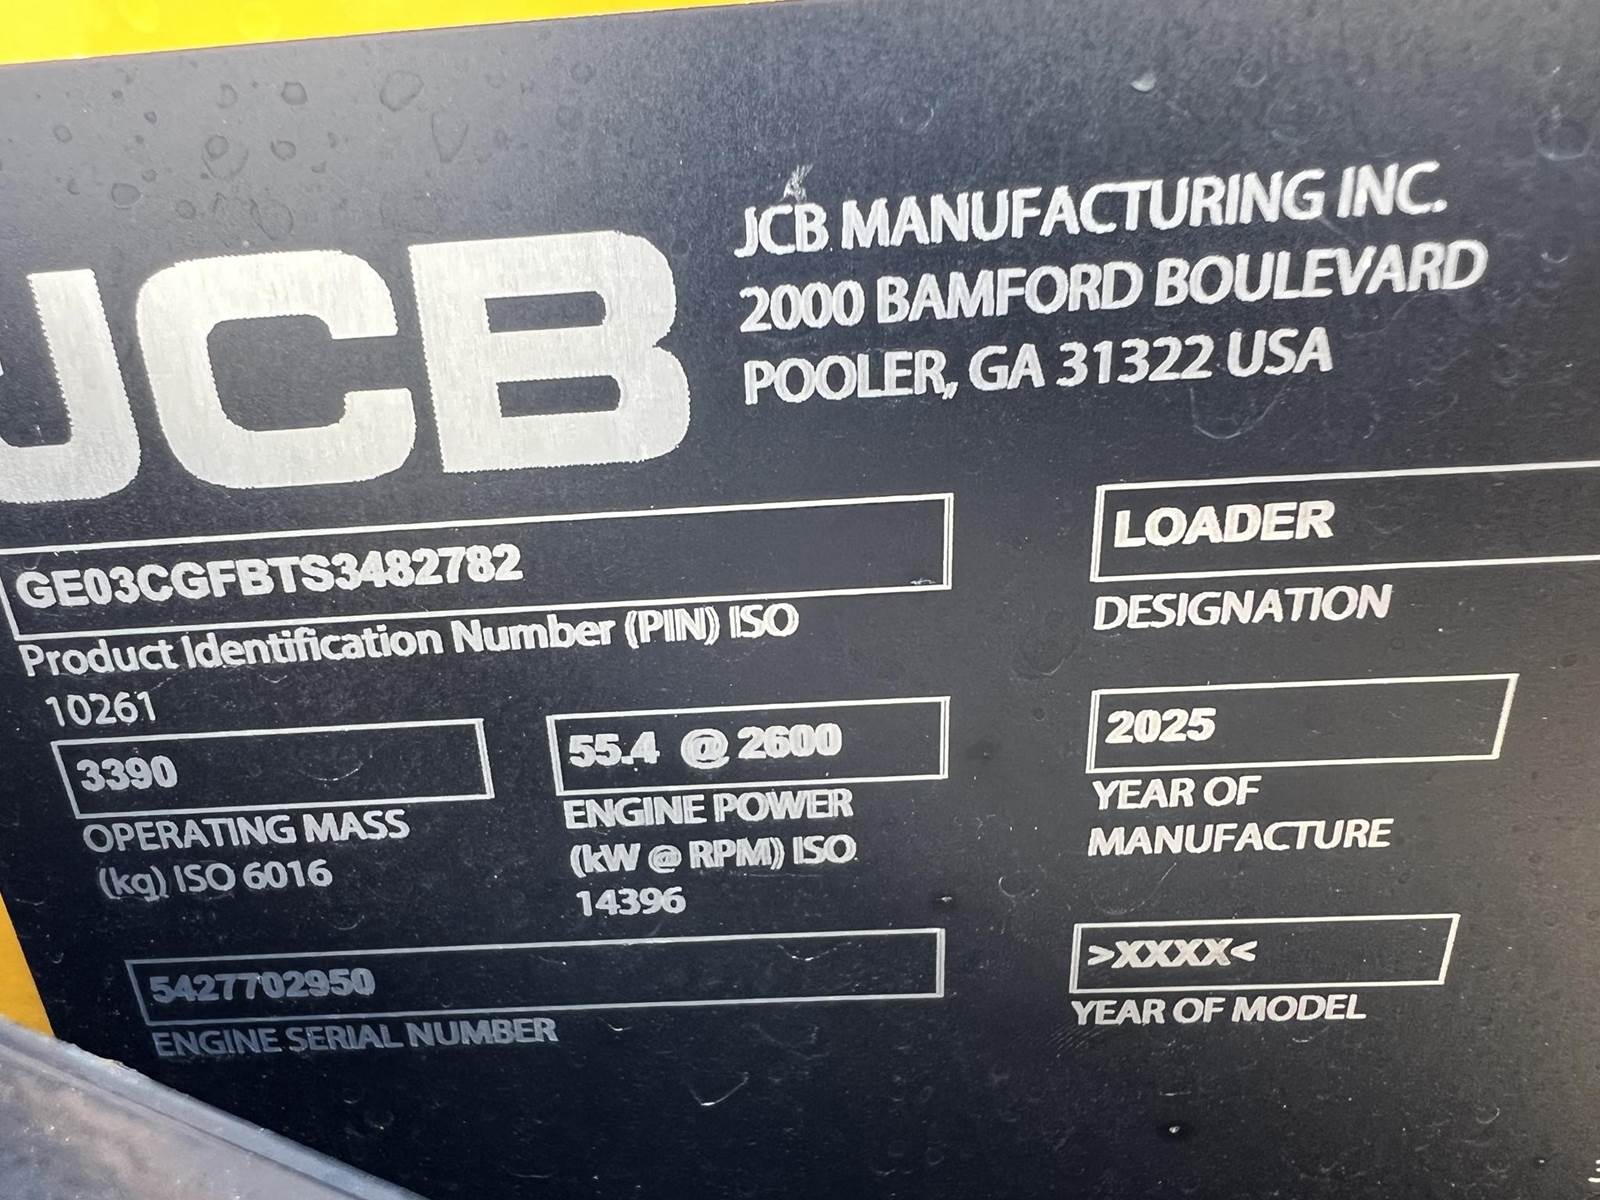 JCB
JCB MANUFACTURING INC.
2000 BAMFORD BOULEVARD
POOLER, GA 31322 USA
GE03CGFBTS3482782
Product Identification Number (PIN) ISO
10261
LOADER
DESIGNATION
3390
OPERATING MASS
(kg) ISO 6016
55.4 @ 2600
ENGINE POWER
(kW @ RPM) ISO
14396
2025
YEAR OF
MANUFACTURE
5427702950
ENGINE SERIAL NUMBER
>XXXX<
YEAR OF MODEL